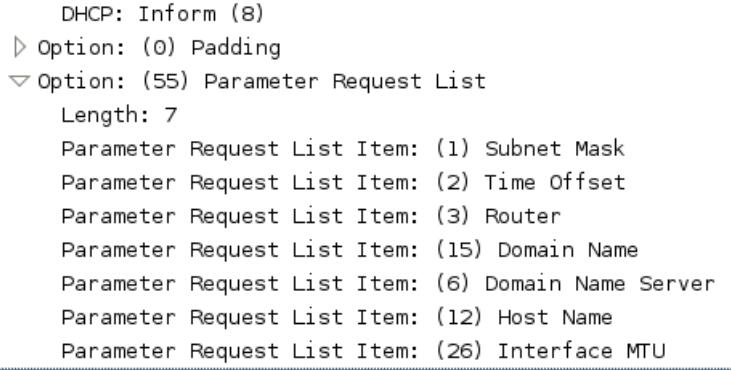 DHCP: Inform (8)
Option: (0) Padding
Option: (55) Parameter Request List
Length: 7
Parameter Request List Item: (1) Subnet Mask
Parameter Request List Item: (2) Time Offset
Parameter Request List Item: (3) Router
Parameter Request List Item: (15) Domain Name
Parameter Request List Item: (6) Domain Name Server
Parameter Request List Item: (12) Host Name
Parameter Request List Item: (26) Interface MTU